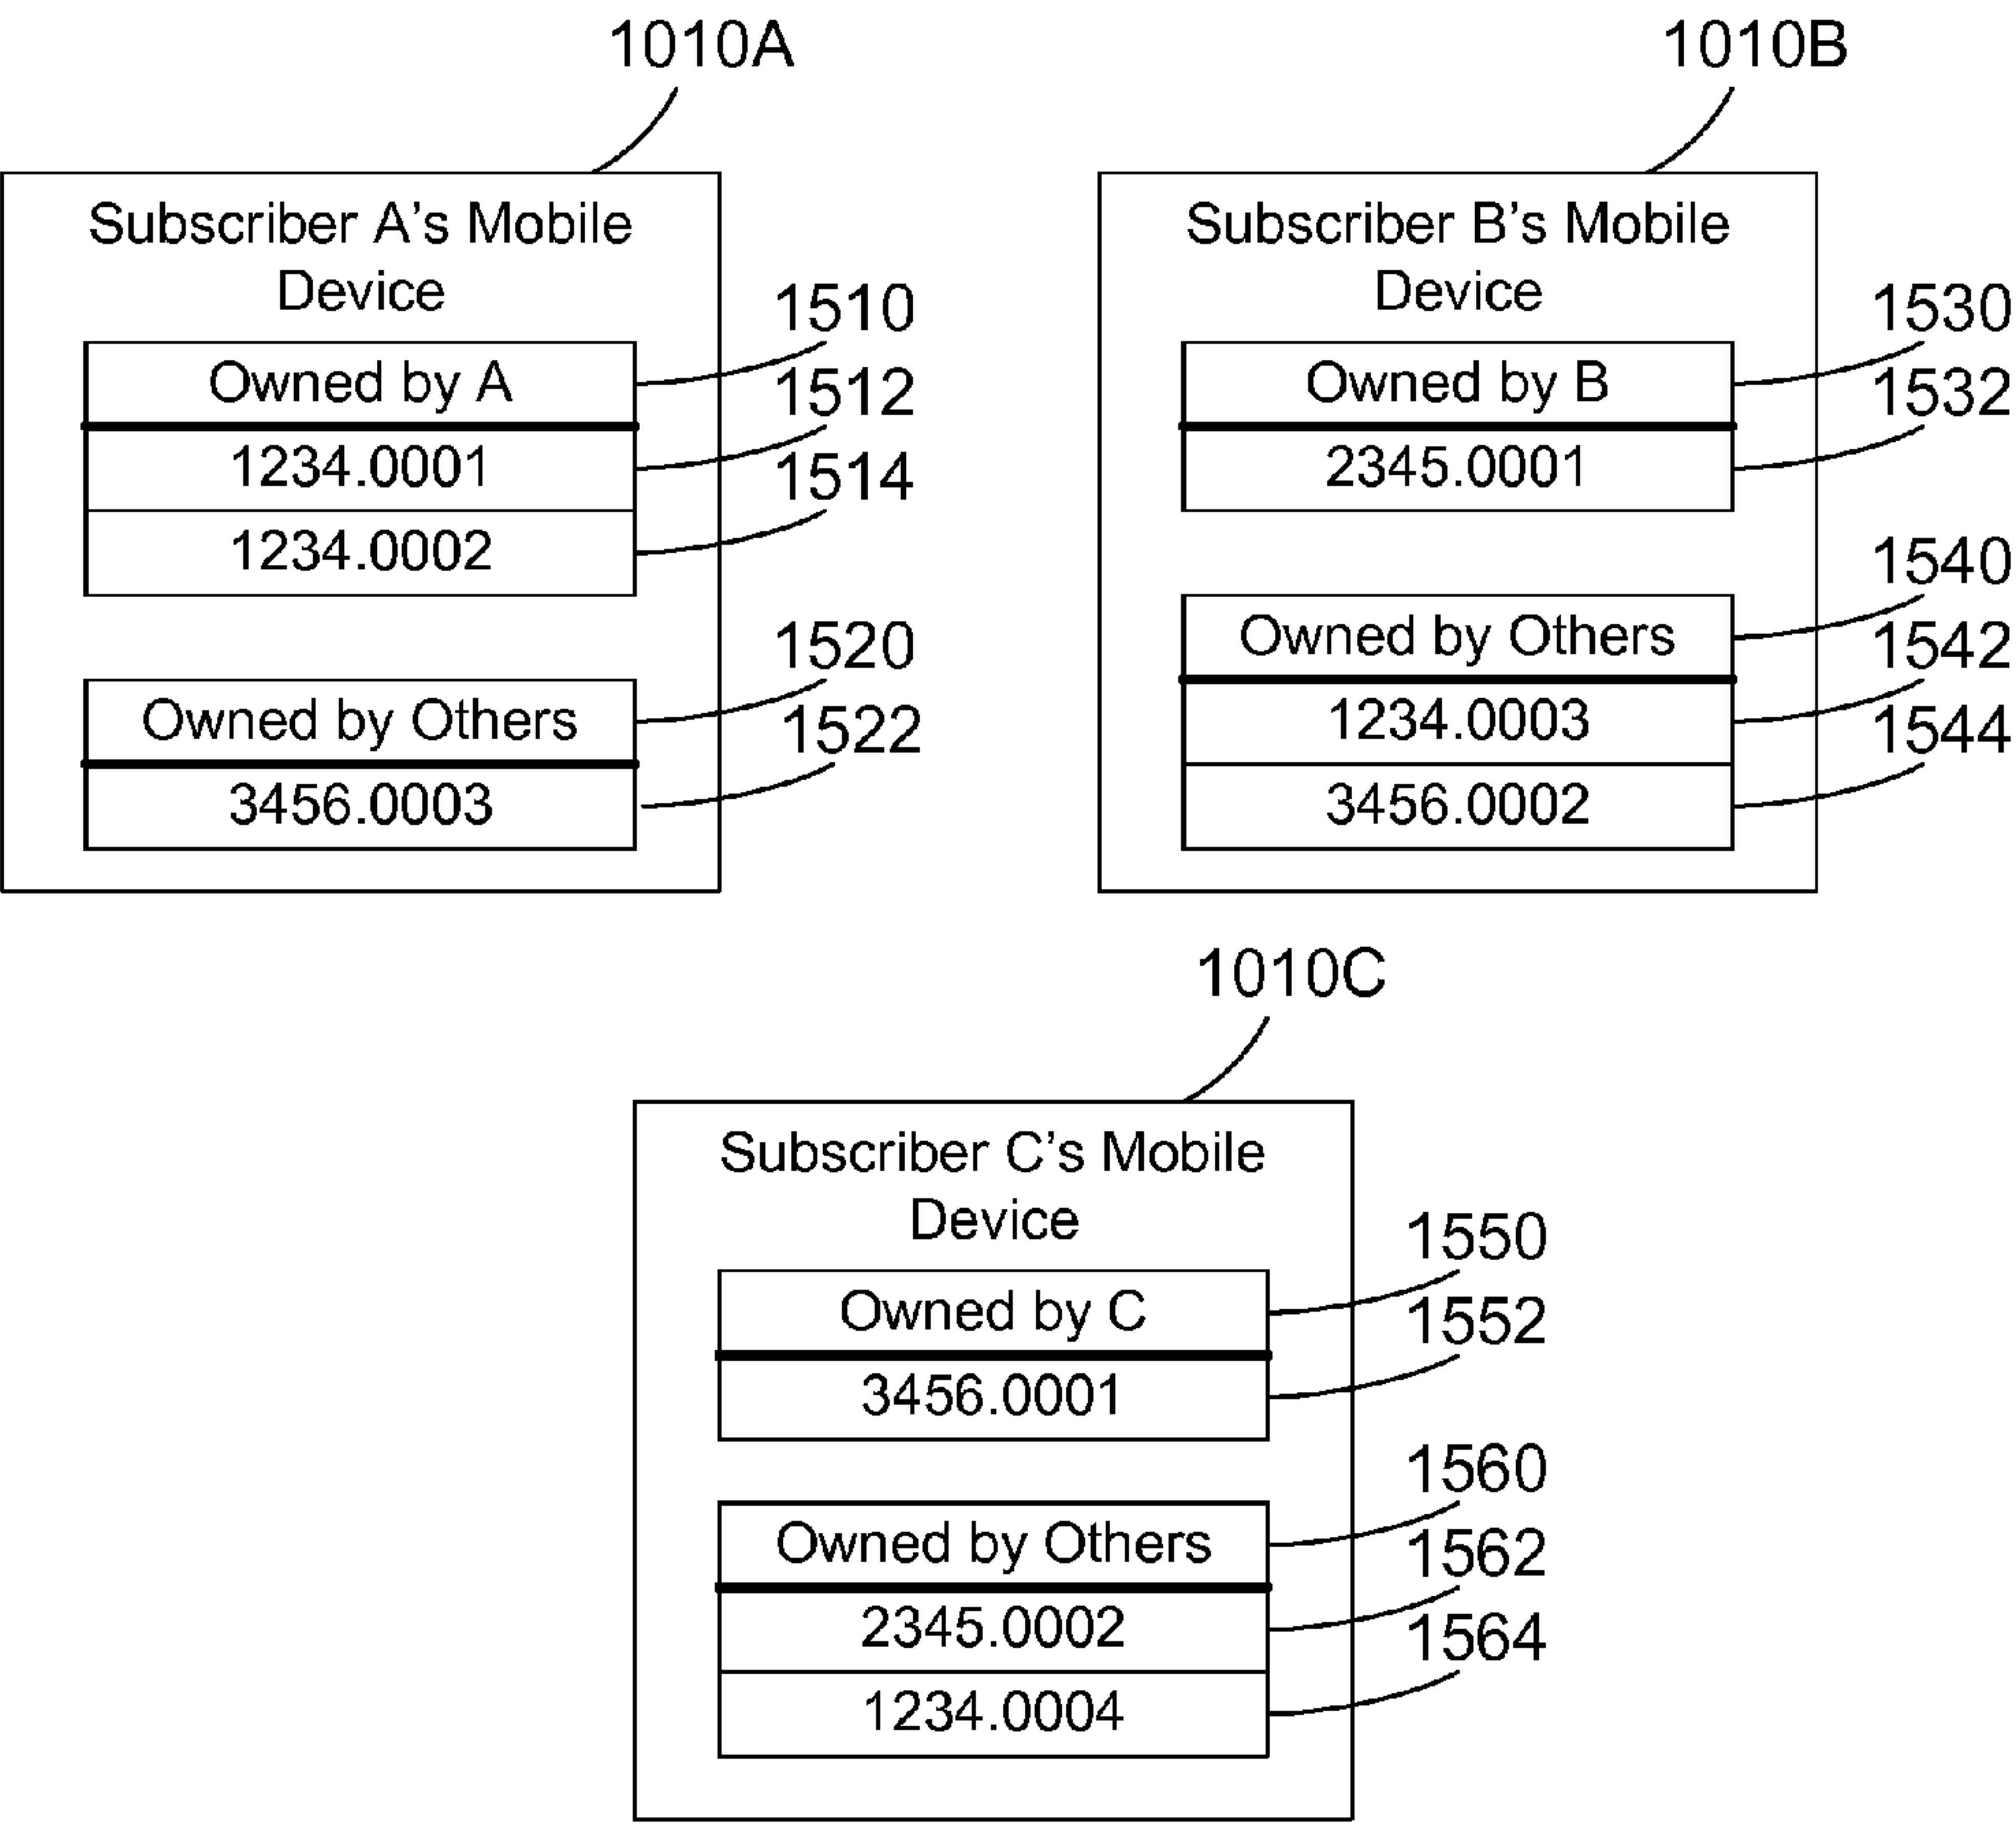 1010A
Subscriber A's Mobile
Device
1510
Owned by A
1512
1234.0001
1514
1234.0002
1520
Owned by Others
1522
3456.0003
1010B
Subscriber B's Mobile
Device
1530
Owned by B
1532
2345.0001
1540
Owned by Others
1542
1234.0003
1544
3456.0002
1010C
Subscriber C's Mobile
Device
1550
Owned by C
1552
3456.0001
1560
Owned by Others
1562
2345.0002
1564
1234.0004